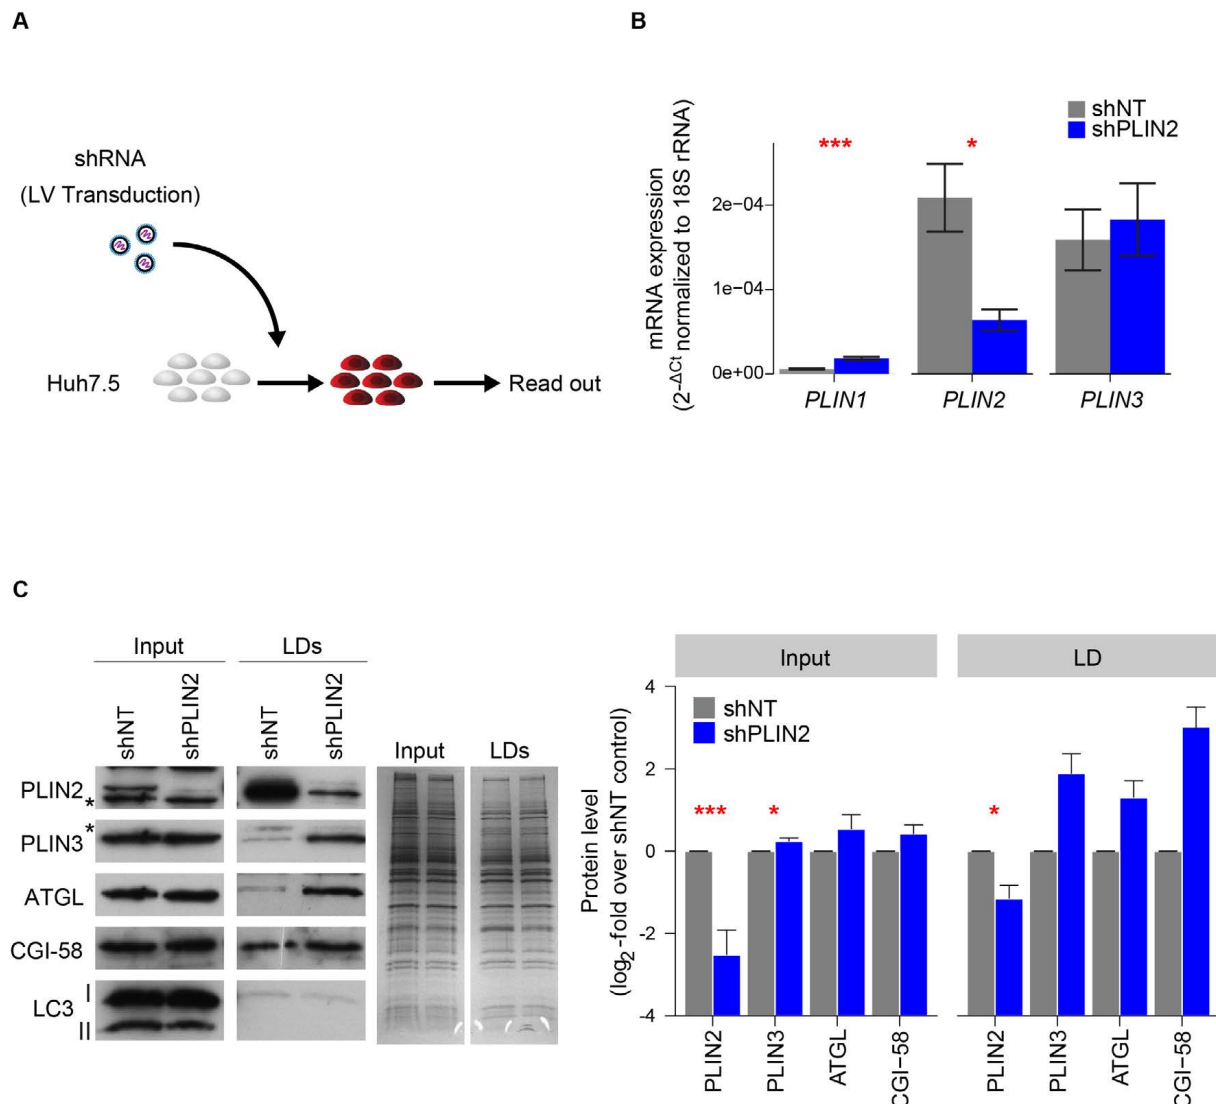 A
shRNA
(LV Transduction)
Huh7.5
Read out
B
mRNA expression
(2-ΔCt normalized to 18S rRNA)
shNT
shPLIN2
*** *
2e−04
1e−04
0e+00
PLIN1 PLIN2 PLIN3
C
Input LDs
shNT shPLIN2 shNT shPLIN2
Input LDs
PLIN2
*
*
PLIN3
ATGL
CGI-58
LC3 I
II
Input LD
Protein level
(log2-fold over shNT control)
shNT
shPLIN2
4
2
0
-2
-4
*** * *
PLIN2 PLIN3 ATGL CGI−58 PLIN2 PLIN3 ATGL CGI−58